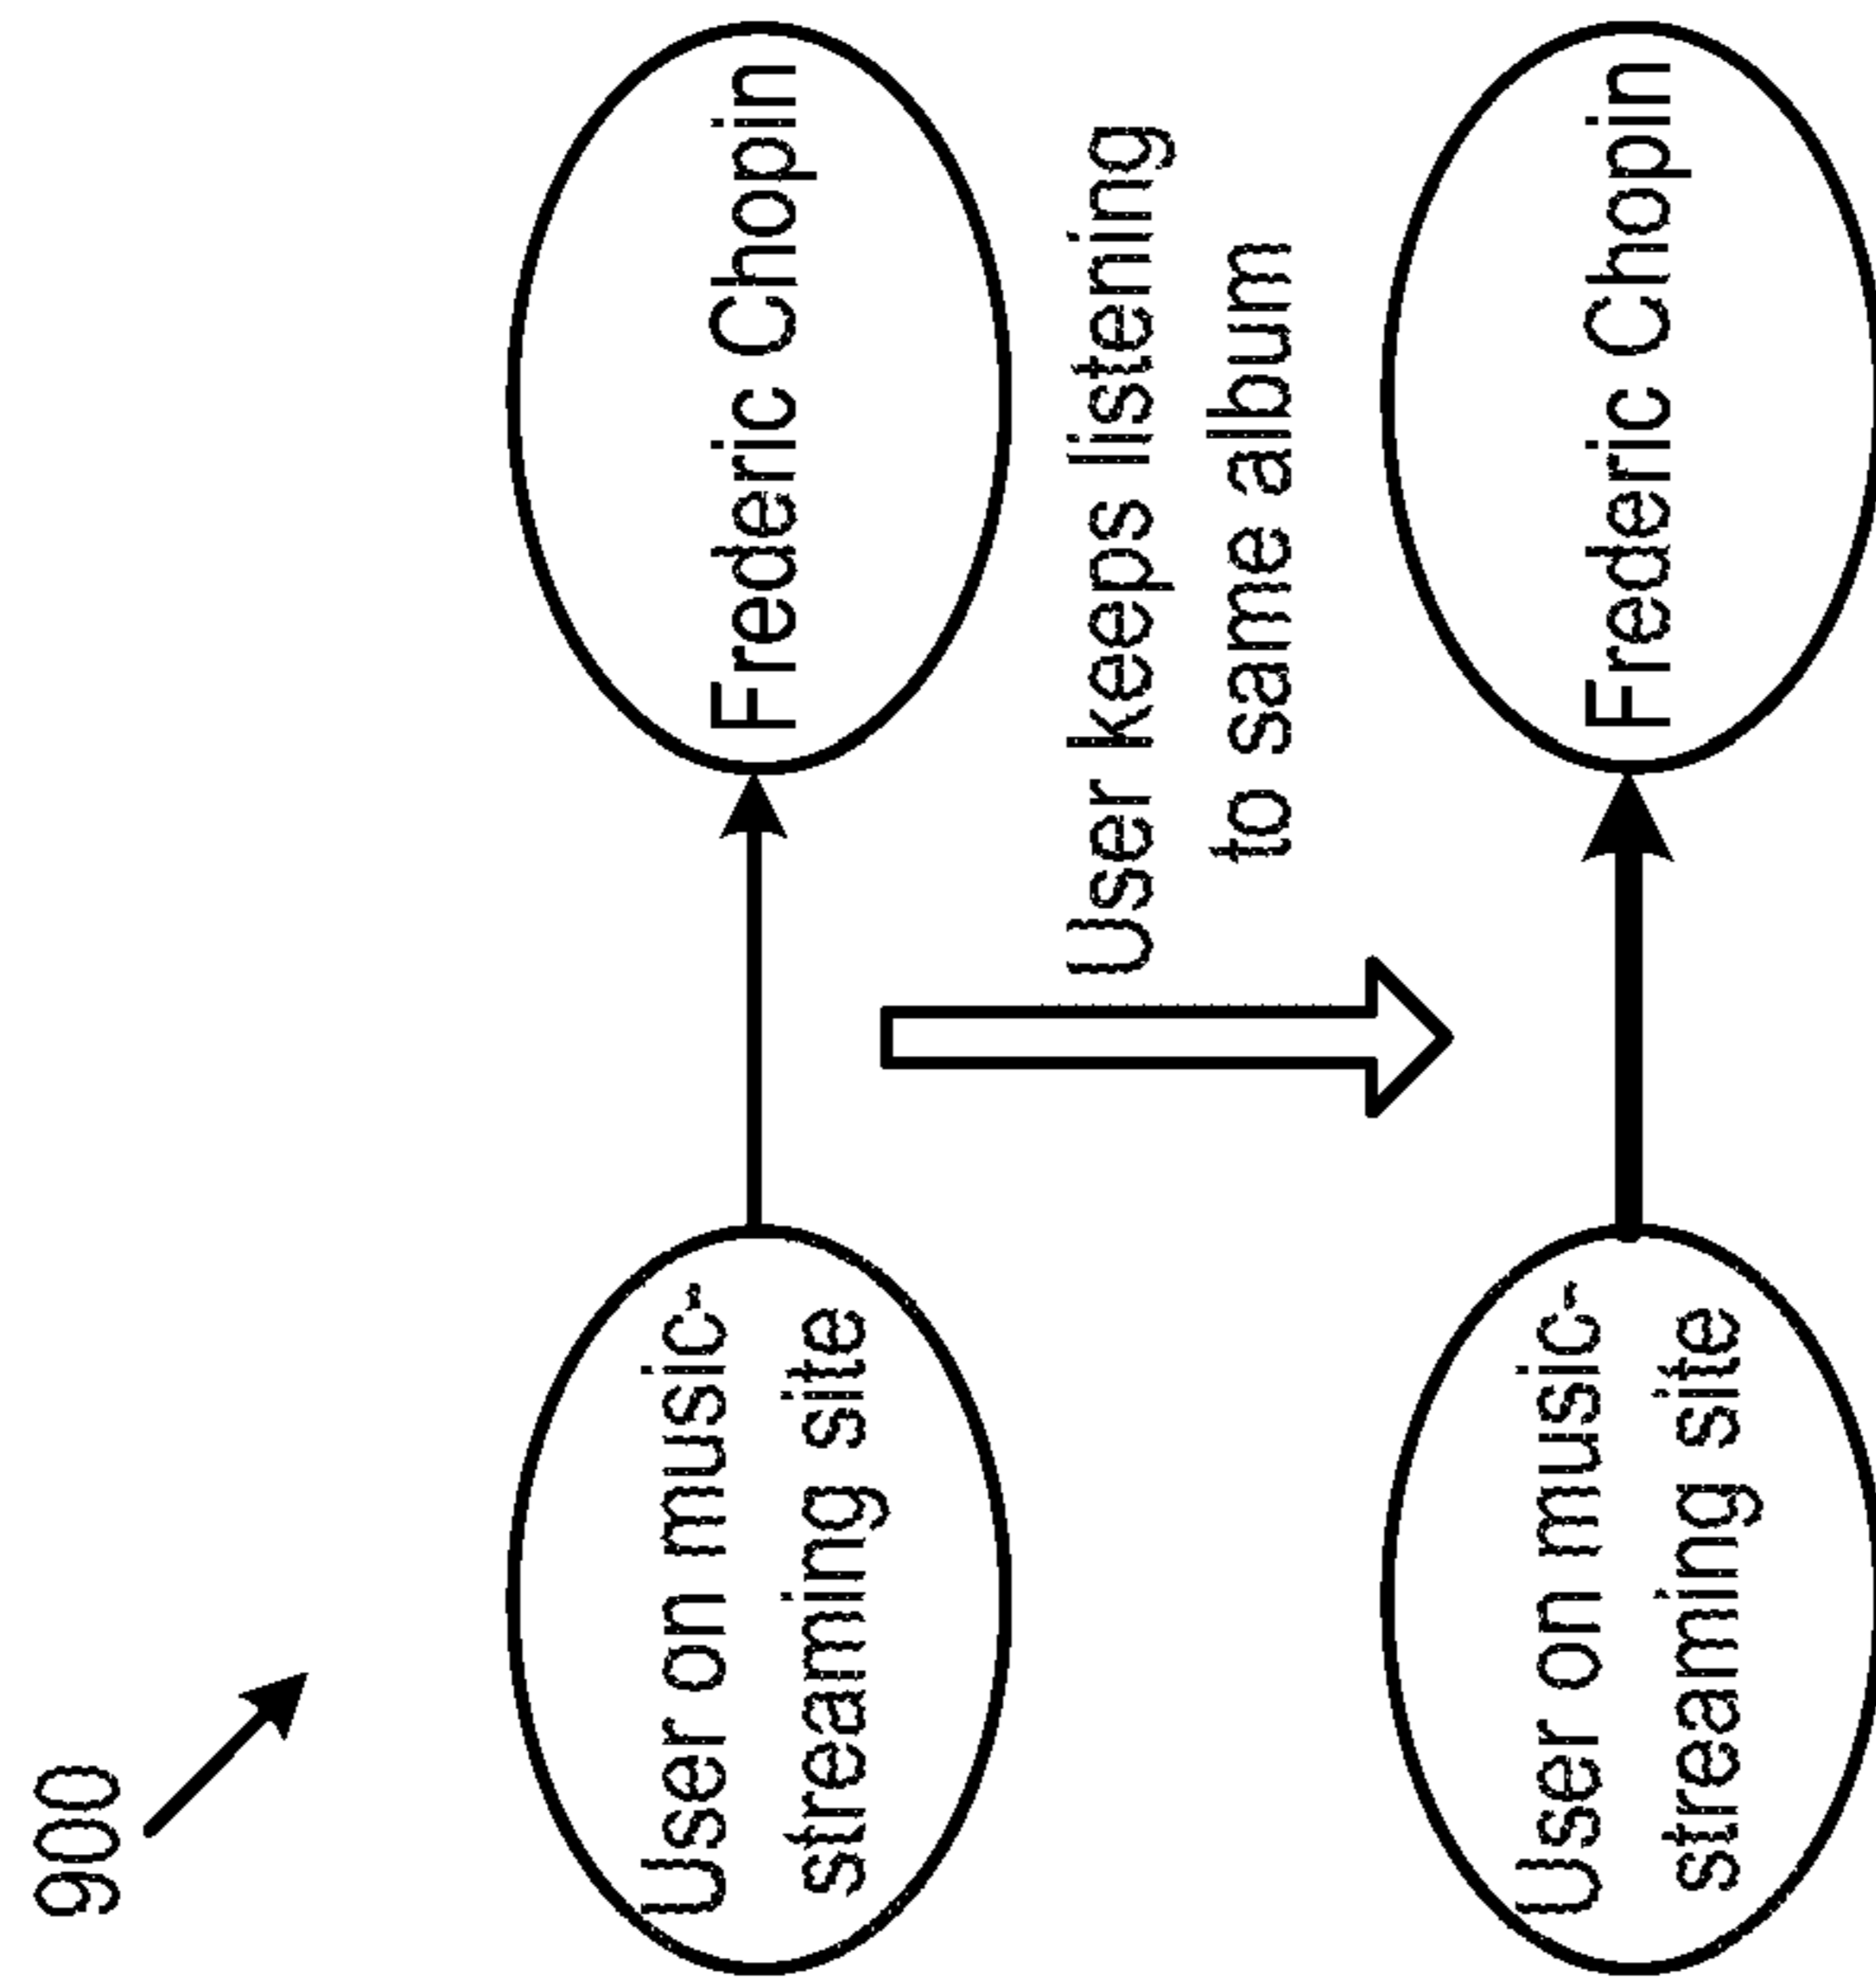 900
User on music-
streaming site
Frederic Chopin
User keeps listening
to same album
User on music-
streaming site
Frederic Chopin